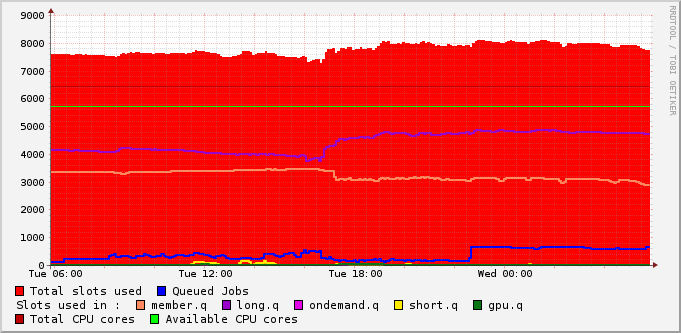 9000
8000
7000
6000
5000
4000
3000
2000
1000
0
Tue 06:00 Tue 12:00 Tue 18:00 Wed 00:00
Total slots used Queued Jobs
Slots used in : member.q long.q ondemand.q short.q gpu.q
Total CPU cores Available CPU cores
RRDTOOL / TOBI OETIKER